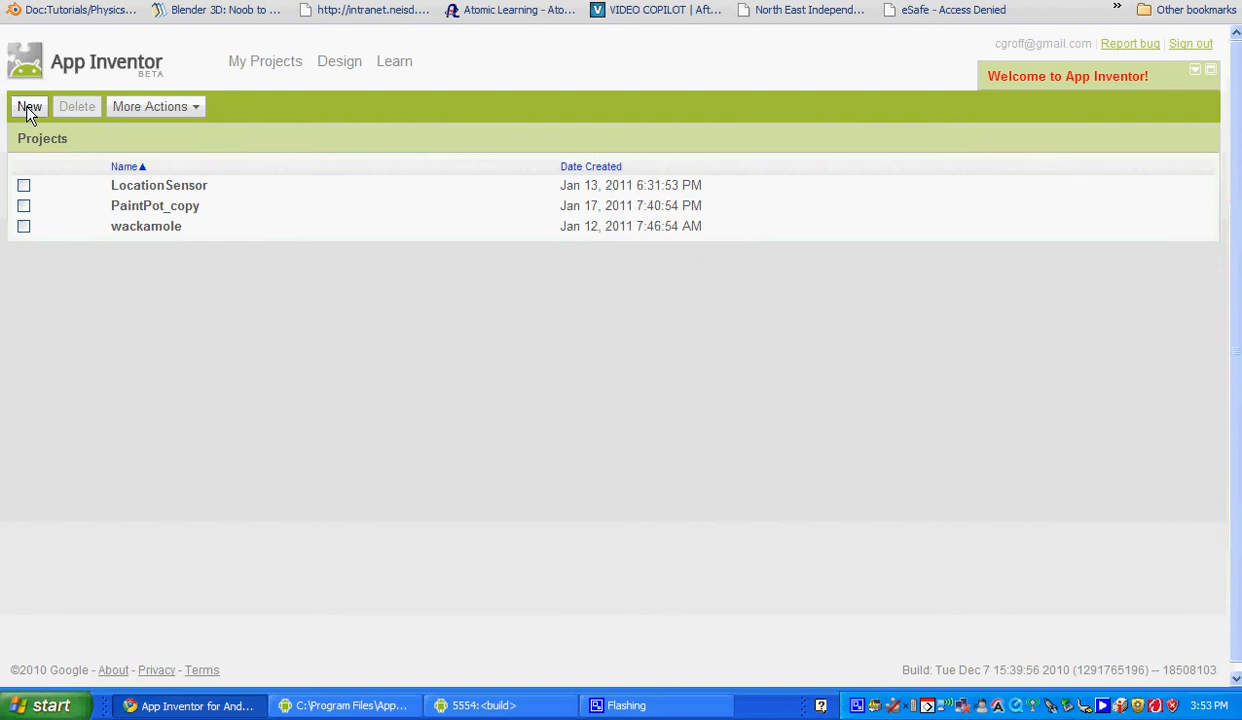 Doc:Tutorials/Physics... Blender 3D: Noob to ... http://intranet.neisd.... Atomic Learning - Ato... VIDEO COPILOT | Aft... North East Independ... eSafe - Access Denied » Other bookmarks
cgroff@gmail.com Report bug Sign out
App Inventor
BETA
My Projects Design Learn
Welcome to App Inventor!
New Delete More Actions
Projects
Name Date Created
LocationSensor Jan 13, 2011 6:31:53 PM
PaintPot_copy Jan 17, 2011 7:40:54 PM
wackamole Jan 12, 2011 7:46:54 AM
©2010 Google - About - Privacy - Terms Build: Tue Dec 7 15:39:56 2010 (1291765196) -- 18508103
start App Inventor for And... C:\Program Files\App... 5554:<build> Flashing 3:53 PM